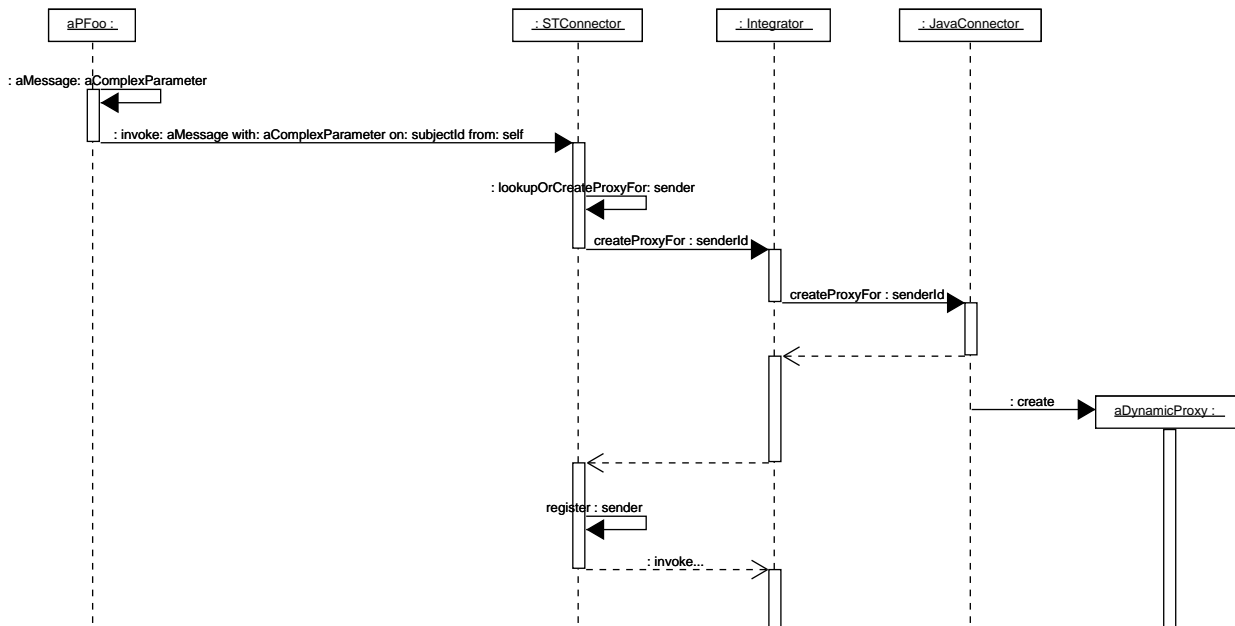 aPFoo :
: STConnector
: Integrator
: JavaConnector
: aMessage: aComplexParameter
: invoke: aMessage with: aComplexParameter on: subjectId from: self
: lookupOrCreateProxyFor: sender
createProxyFor : senderId
createProxyFor : senderId
: create
aDynamicProxy :
register : sender
: invoke...